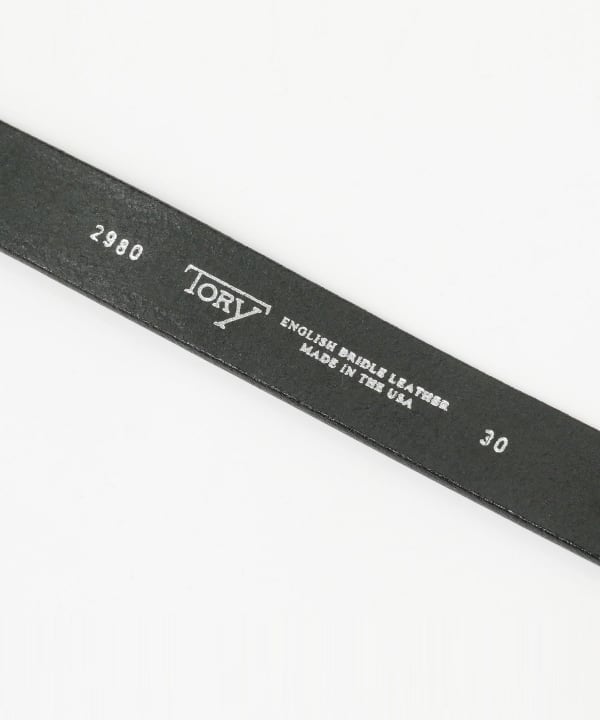 2980
TORY
ENGLISH BRIDLE LEATHER
MADE IN THE USA
30